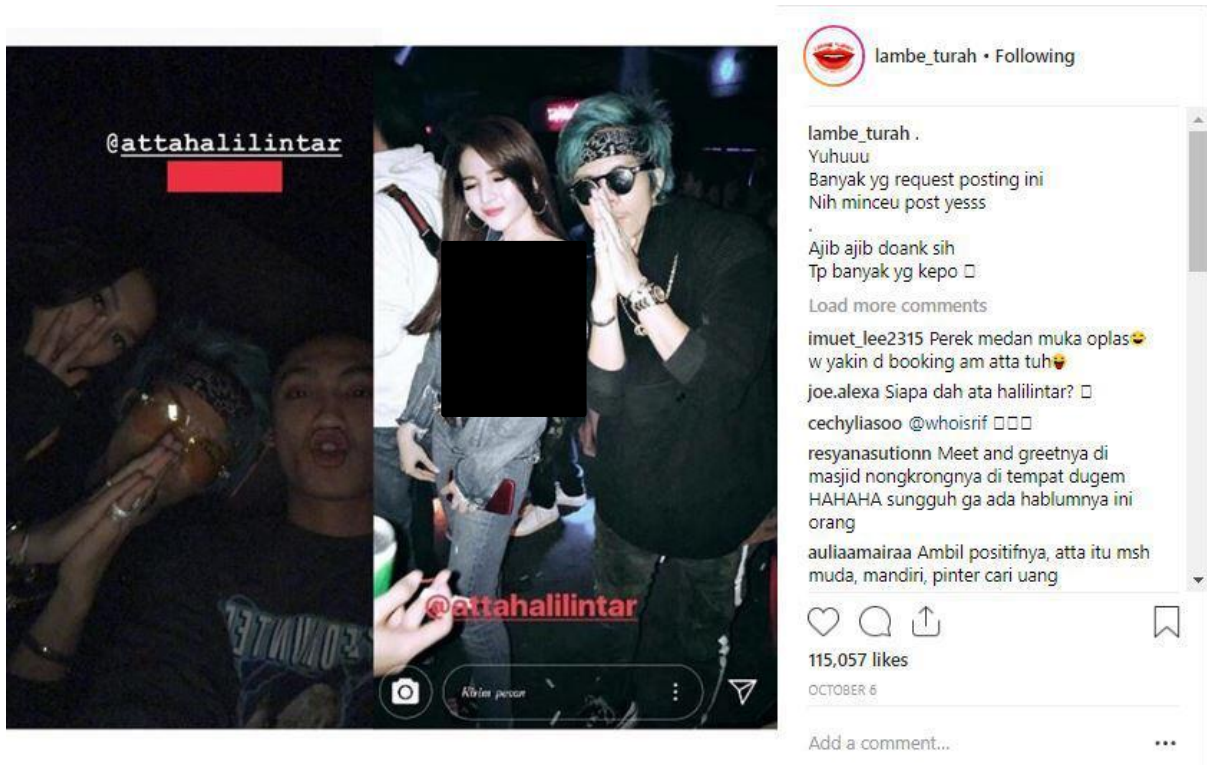 @attahalilintar
@attahalilintar
Kirim pesan
lambe_turah • Following
lambe_turah .
Yuhuuu
Banyak yg request posting ini
Nih minceu post yesss
.
Ajib ajib doank sih
Tp banyak yg kepo
Load more comments
imuet_lee2315 Perek medan muka oplas😄
w yakin d booking am atta tuh😜
joe.alexa Siapa dah ata halilintar?
cechyliasoo @whoisrif
resyanasutionn Meet and greetnya di
masjid nongkrongnya di tempat dugem
HAHAHA sungguh ga ada hablumnya ini
orang
auliaamairaa Ambil positifnya, atta itu msh
muda, mandiri, pinter cari uang
115,057 likes
OCTOBER 6
Add a comment...